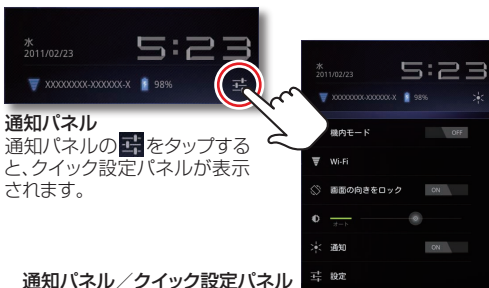 水
2011/02/23
5:23
XXXXXXXX-XXXXXX-X 98%
通知パネル
通知パネルの をタップする
と、クイック設定パネルが表示
されます。
水
2011/02/23
5:23
XXXXXXXX-XXXXXX-X 98%
機内モード OFF
Wi-Fi
画面の向きをロック ON
オート
通知 ON
設定
通知パネル／クイック設定パネル